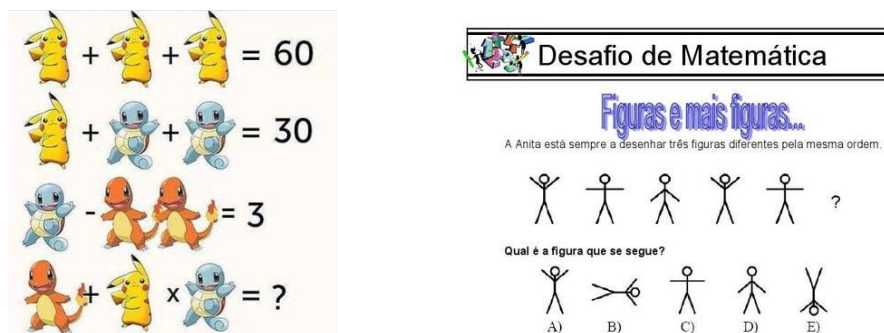 + + = 60
+ + = 30
- = 3
+ x = ?
Desafio de Matemática
Figuras e mais figuras...
A Anita está sempre a desenhar três figuras diferentes pela mesma ordem.
?
Qual é a figura que se segue?
A) B) C) D) E)